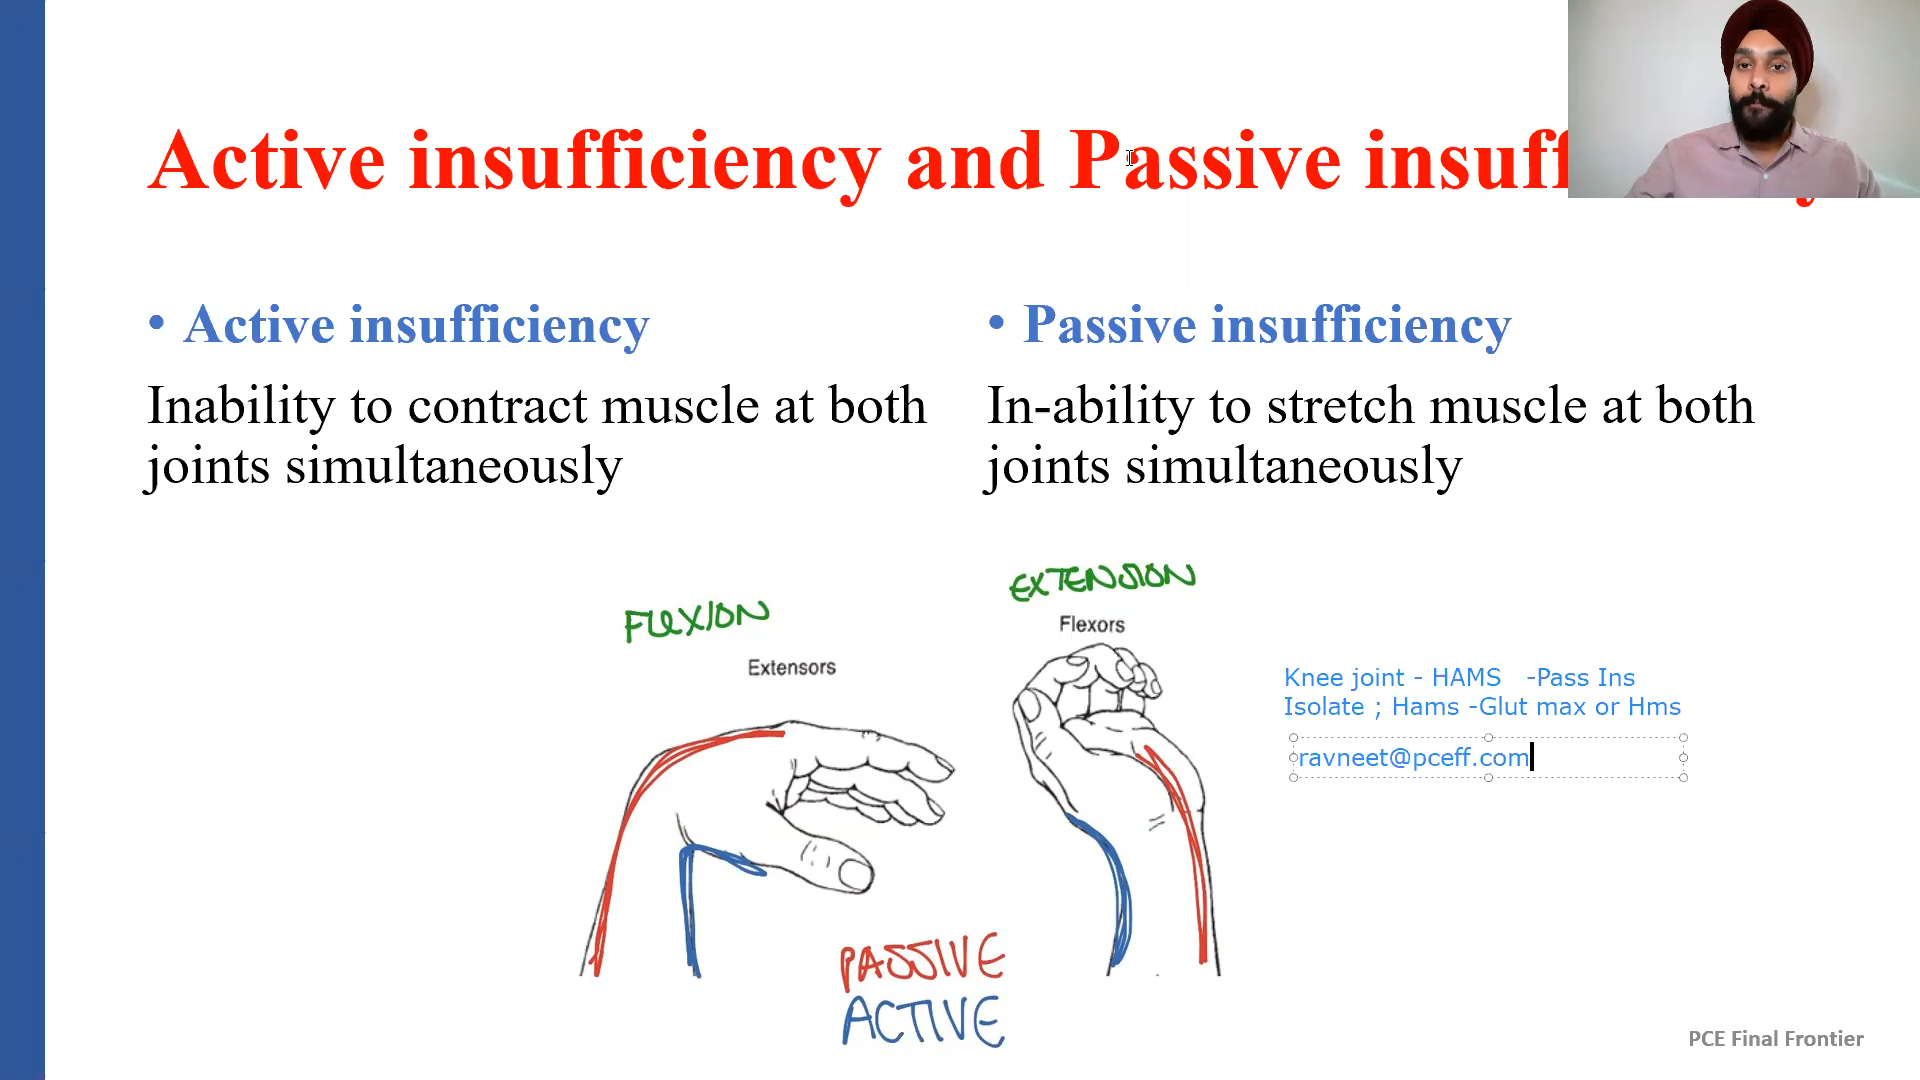 Active insufficiency and Passive insuff
• Active insufficiency
Inability to contract muscle at both
joints simultaneously
• Passive insufficiency
In-ability to stretch muscle at both
joints simultaneously
FLEXION
Extensors
EXTENSION
Flexors
Knee joint - HAMS -Pass Ins
Isolate ; Hams -Glut max or Hms
ravneet@pceff.com
PASSIVE
ACTIVE
PCE Final Frontier